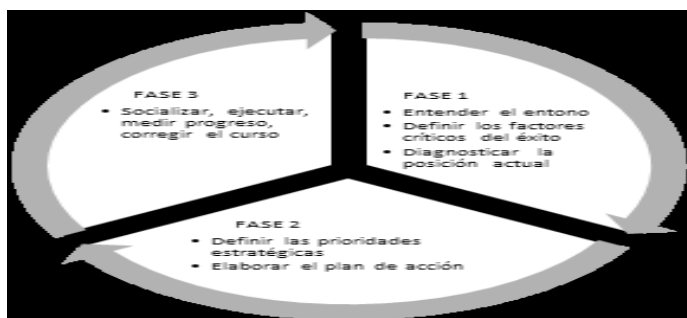 FASE 3
• Socializar, ejecutar,
medir progreso,
corregir el curso
FASE 1
• Entender el entono
• Definir los factores
críticos del éxito
• Diagnosticar la
posición actual
FASE 2
• Definir las prioridades
estratégicas
• Elaborar el plan de acción